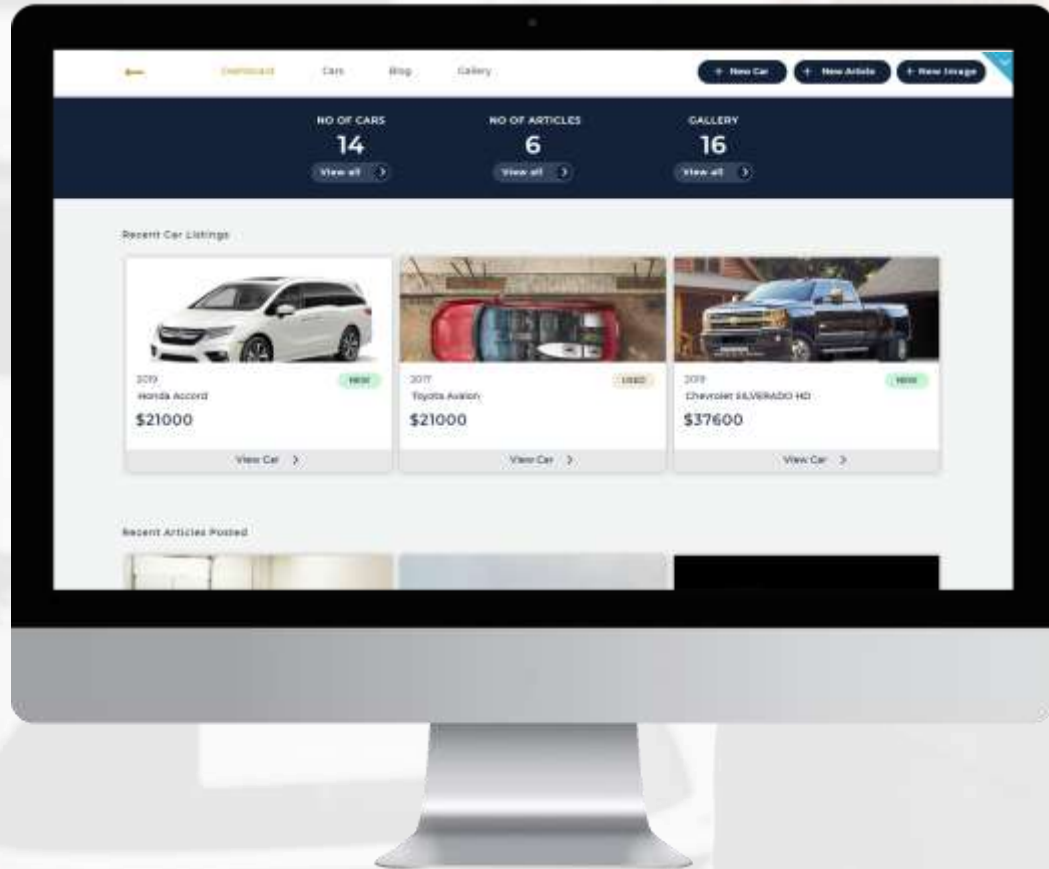 Dashboard Cars Blog Gallery + New Car + New Article + New Image
NO OF CARS NO OF ARTICLES GALLERY
14 6 16
View all View all View all
Recent Car Listings
2019 NEW 2017 USED 2019 NEW
Honda Accord Toyota Avalon Chevrolet SILVERADO HD
$21000 $21000 $37600
View Car View Car View Car
Recent Articles Posted